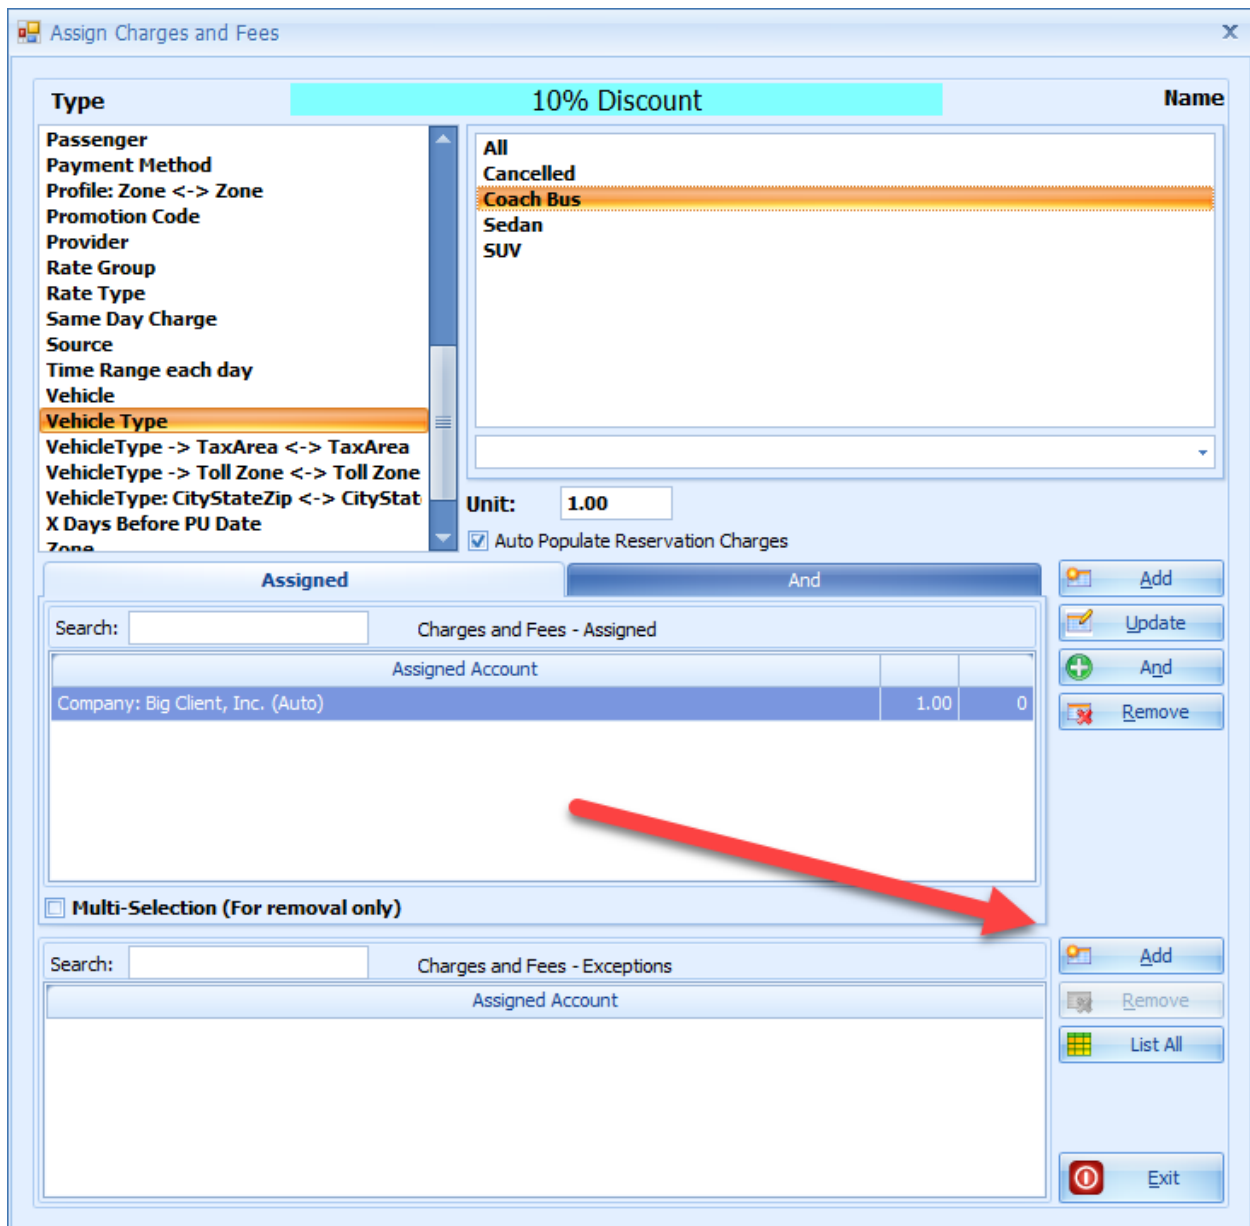 Assign Charges and Fees
x
Type
10% Discount
Name
Passenger
Payment Method
Profile: Zone <-> Zone
Promotion Code
Provider
Rate Group
Rate Type
Same Day Charge
Source
Time Range each day
Vehicle
Vehicle Type
VehicleType -> TaxArea <-> TaxArea
VehicleType -> Toll Zone <-> Toll Zone
VehicleType: CityStateZip <-> CityStat
X Days Before PU Date
Zone
All
Cancelled
Coach Bus
Sedan
SUV
Unit: 1.00
Auto Populate Reservation Charges
Assigned And
Search: Charges and Fees - Assigned
Assigned Account
Company: Big Client, Inc. (Auto) 1.00 0
Multi-Selection (For removal only)
Add
Update
And
Remove
Search: Charges and Fees - Exceptions
Assigned Account
Add
Remove
List All
Exit